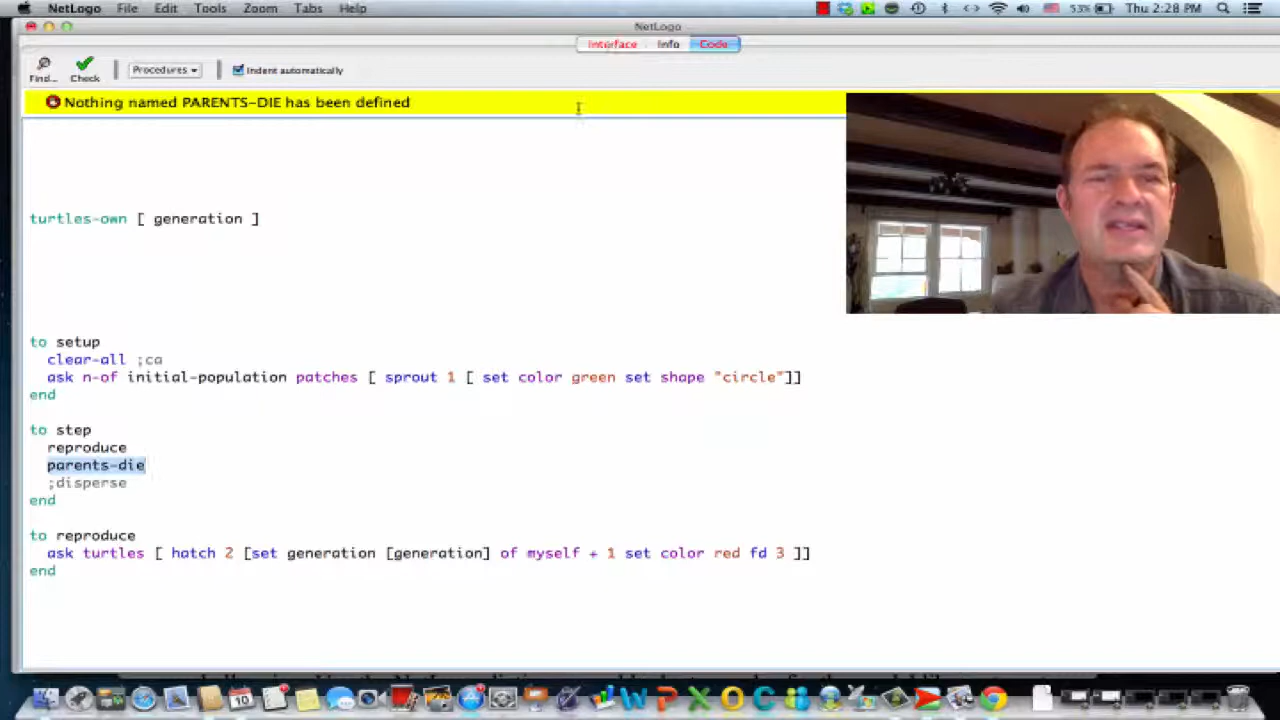 NetLogo File Edit Tools Zoom Tabs Help 53% Thu 2:28 PM
NetLogo
Interface Info Code
Find... Check Procedures Indent automatically
Nothing named PARENTS-DIE has been defined
turtles-own [ generation ]
to setup
clear-all ;ca
ask n-of initial-population patches [ sprout 1 [ set color green set shape "circle"]]
end
to step
reproduce
parents-die
;disperse
end
to reproduce
ask turtles [ hatch 2 [set generation [generation] of myself + 1 set color red fd 3 ]]
end